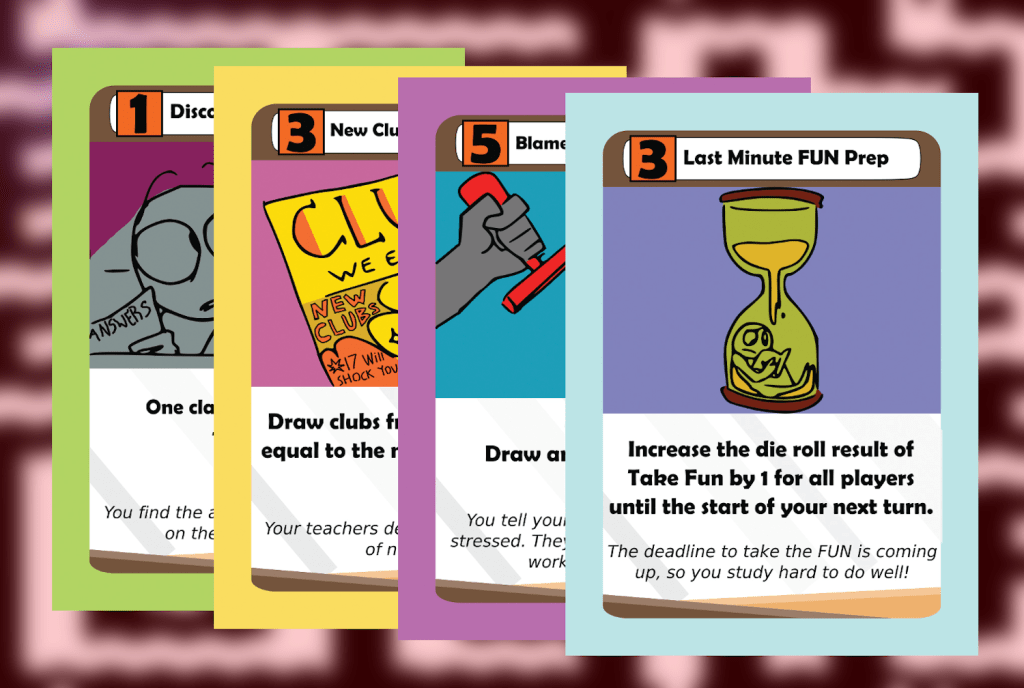 1
Disco
ANSWERS
One cla
You find the a
on the
3
New Clu
CLU
WE E
NEW
CLUBS
17 Will
SHOCK YOU
Draw clubs fr
equal to the n
Your teachers de
of n
5
Blame
Draw an
You tell your
stressed. They
work
3
Last Minute FUN Prep
Increase the die roll result of
Take Fun by 1 for all players
until the start of your next turn.
The deadline to take the FUN is coming
up, so you study hard to do well!